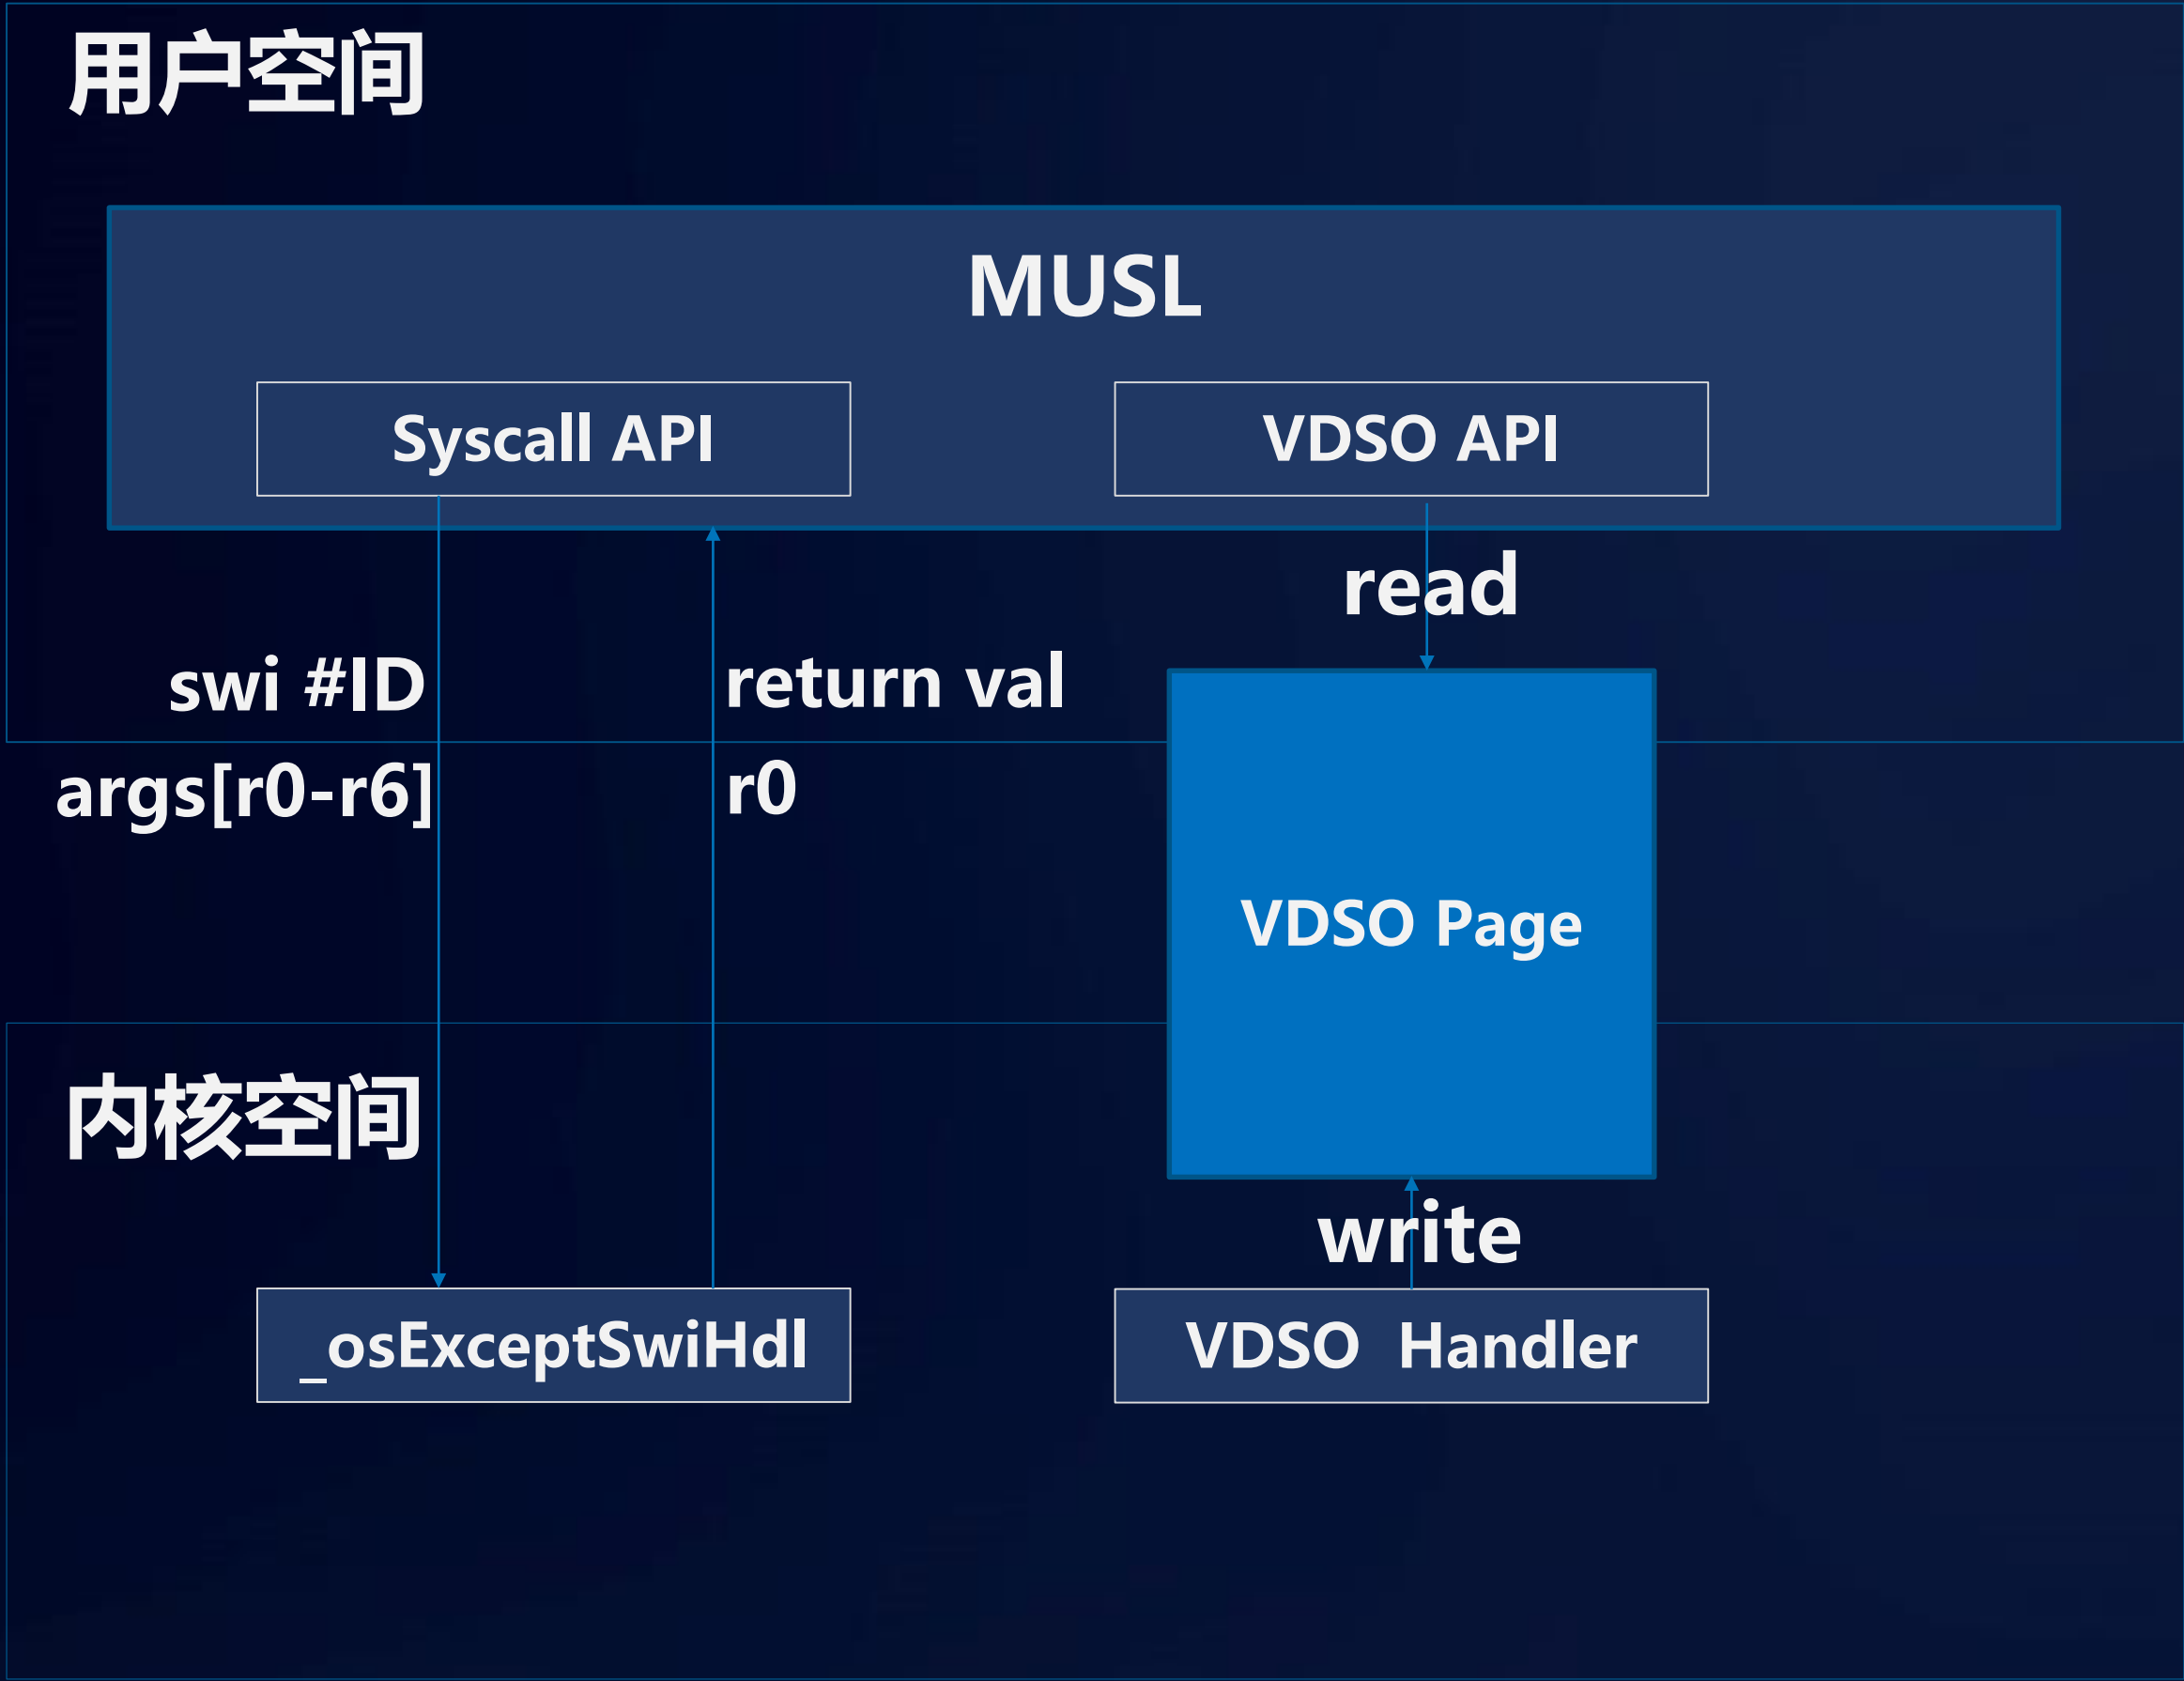 用户空间
MUSL
Syscall API
VDSO API
read
swi #ID
return val
args[r0-r6]
r0
VDSO Page
内核空间
write
_osExceptSwiHdl
VDSO Handler